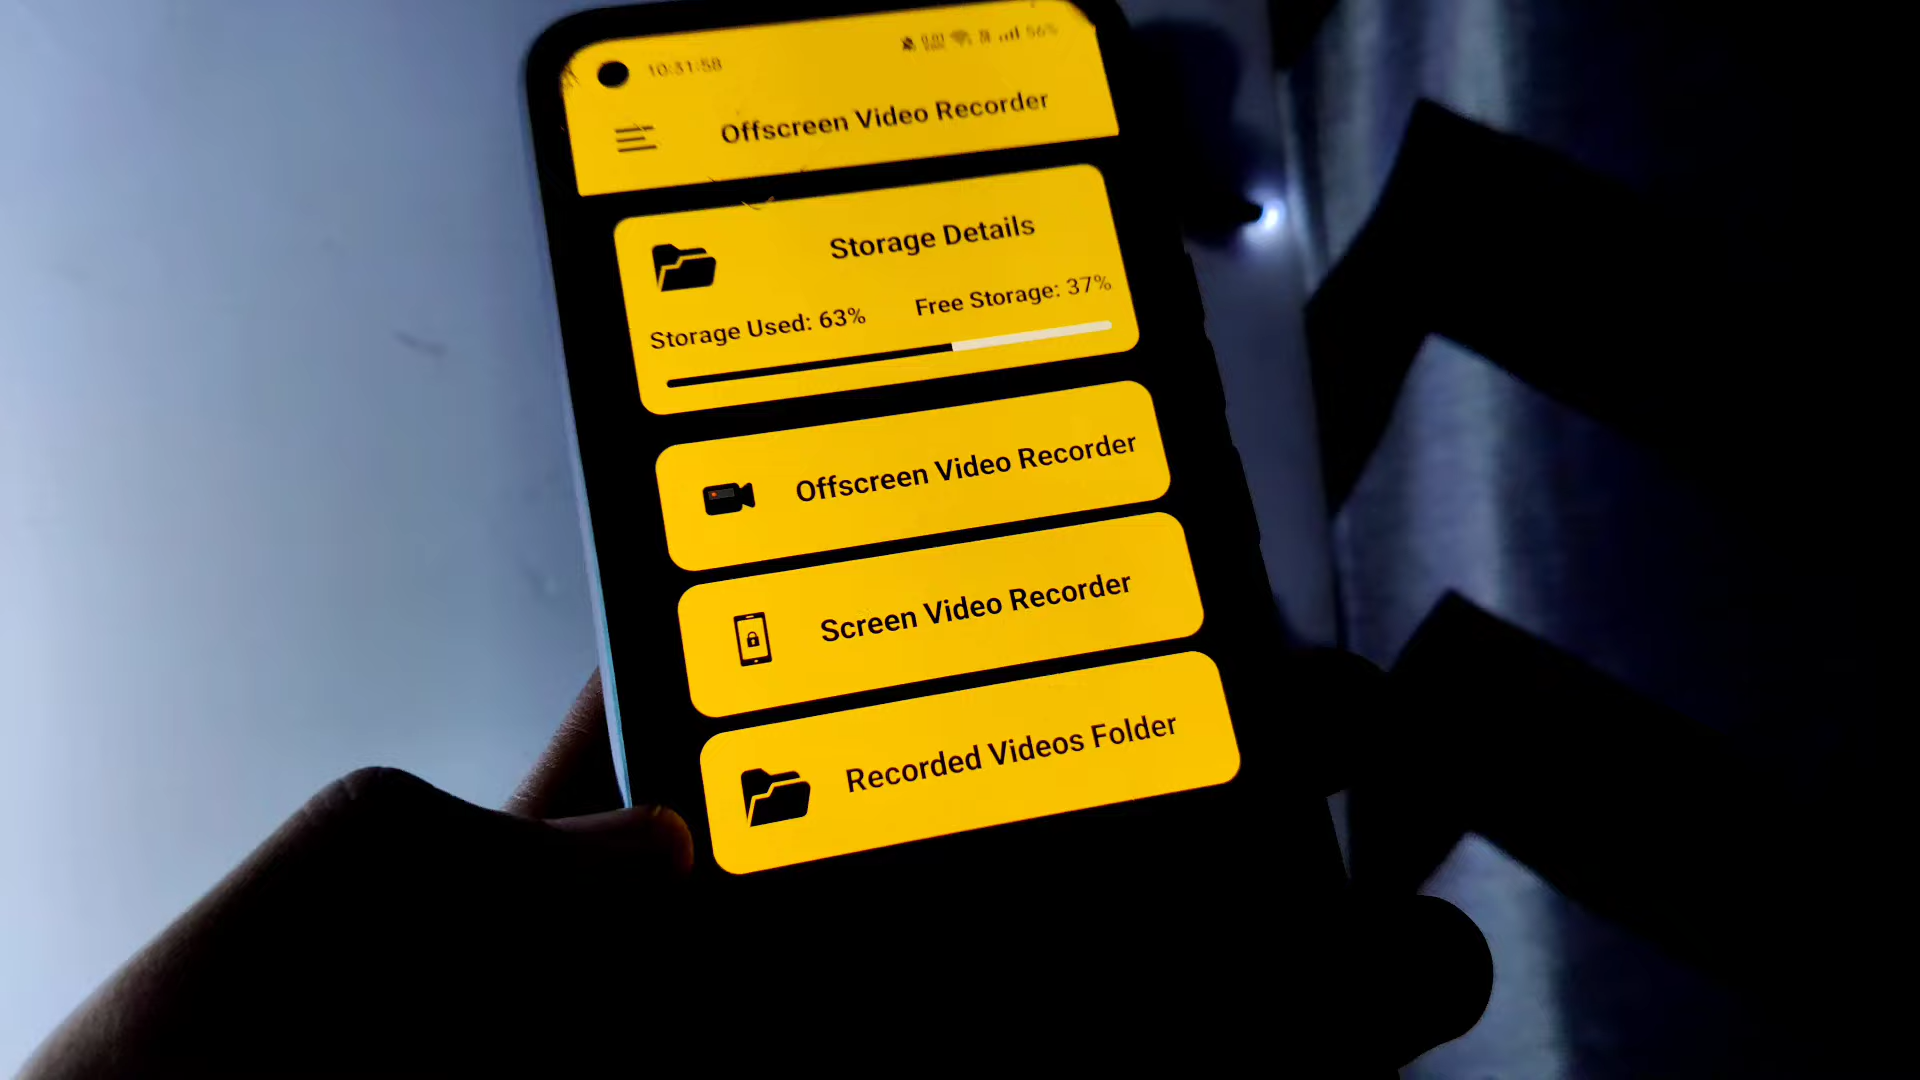 10:31:58 56%
Offscreen Video Recorder
Storage Details
Storage Used: 63% Free Storage: 37%
Offscreen Video Recorder
Screen Video Recorder
Recorded Videos Folder